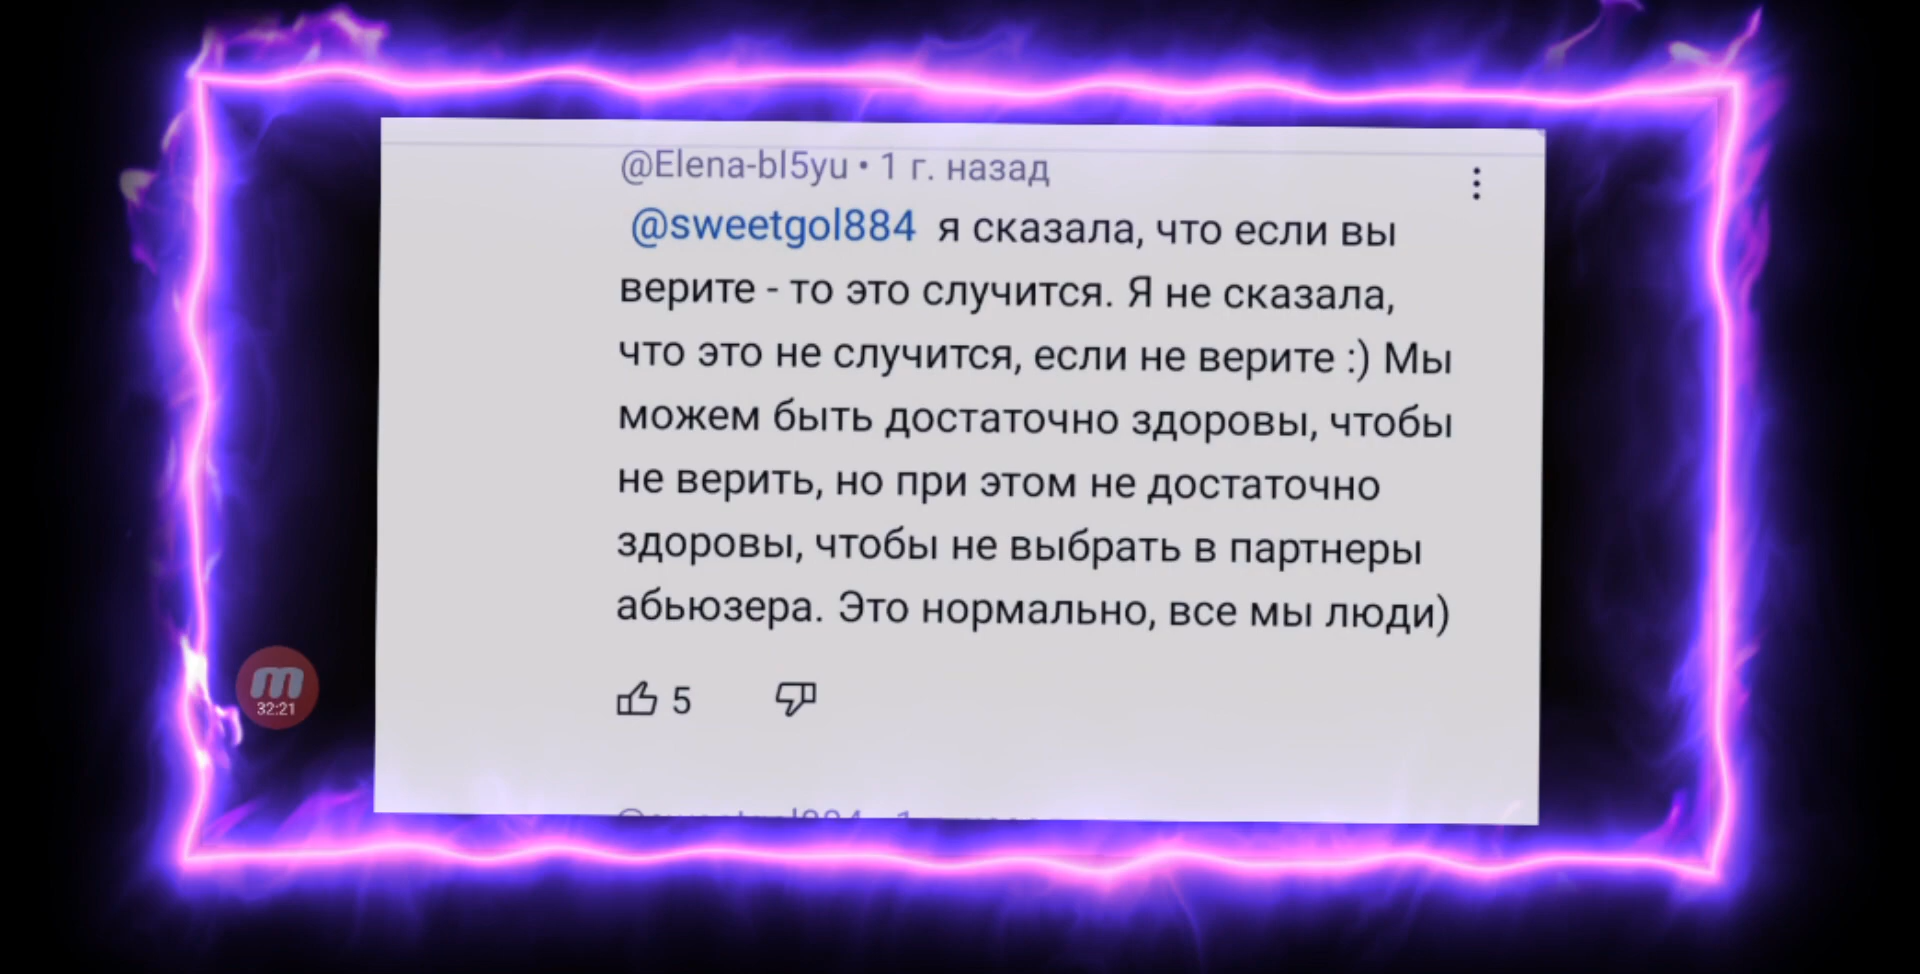 @Elena-bl5yu • 1 г. назад
@sweetgol884 я сказала, что если вы
верите - то это случится. Я не сказала,
что это не случится, если не верите :) Мы
можем быть достаточно здоровы, чтобы
не верить, но при этом не достаточно
здоровы, чтобы не выбрать в партнеры
абьюзера. Это нормально, все мы люди)
5
m
32:21